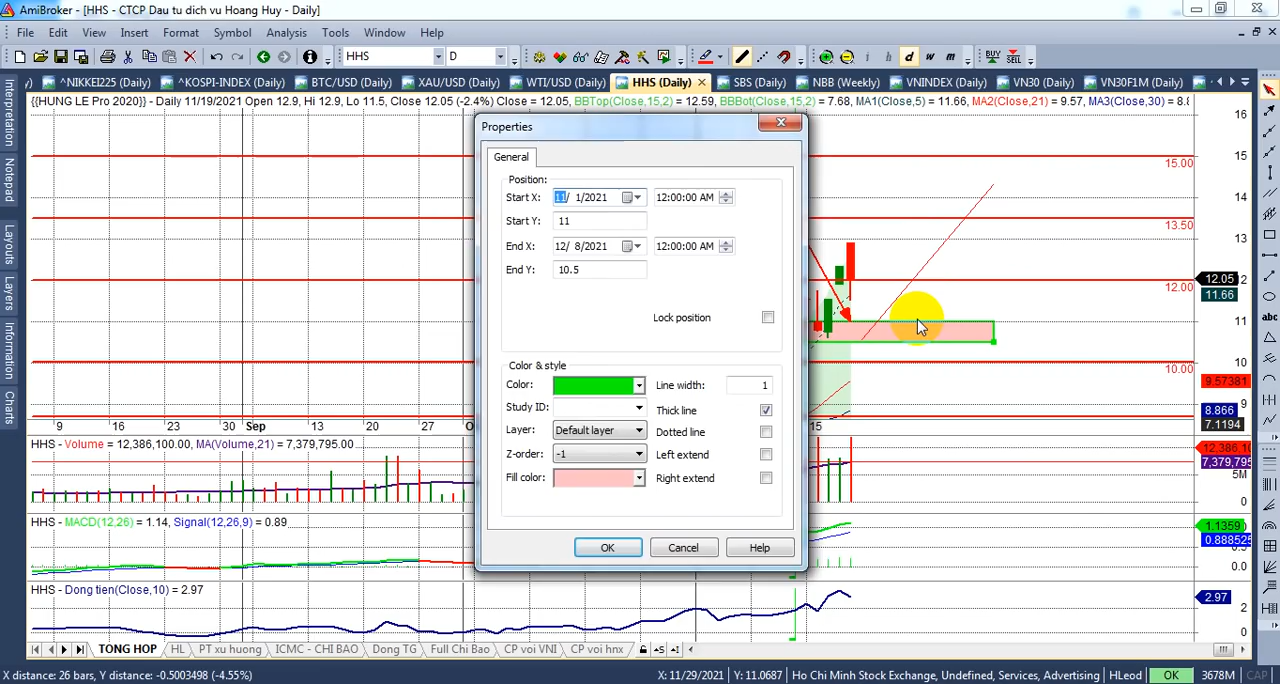 AmiBroker - [HHS - CTCP Dau tu dich vu Hoang Huy - Daily]
File Edit View Insert Format Symbol Analysis Tools Window Help
HHS D i h d w m BUY SELL
^NIKKEI225 (Daily) ^KOSPI-INDEX (Daily) BTC/USD (Daily) XAU/USD (Daily) WTI/USD (Daily) HHS (Daily) SBS (Daily) NBB (Weekly) VNINDEX (Daily) VN30 (Daily) VN30F1M (Daily)
{{HUNG LE Pro 2020}} - Daily 11/19/2021 Open 12.9, Hi 12.9, Lo 11.5, Close 12.05 (-2.4%) Close = 12.05, BBTop(Close,15,2) = 12.59, BBBot(Close,15,2) = 7.68, MA1(Close,5) = 11.66, MA2(Close,21) = 9.57, MA3(Close,30) = 8.8
Interpretation
Notepad
Layouts
Layers
Information
Charts
16
15
15.00
14
13.50
13
12.05
2
12.00
11.66
11
10
10.00
9.57381
9
8.866
7.1194
9 16 23 30 Sep 13 20 27 O 15
Properties
General
Position:
Start X: 11/ 1/2021 12:00:00 AM
Start Y: 11
End X: 12/ 8/2021 12:00:00 AM
End Y: 10.5
Lock position
Color & style
Color: Line width: 1
Study ID: Thick line
Layer: Default layer Dotted line
Z-order: -1 Left extend
Fill color: Right extend
OK Cancel Help
abc
HHS - Volume = 12,386,100.00, MA(Volume,21) = 7,379,795.00
12,386,10
7,379,795
5M
0
HHS - MACD(12,26) = 1.14, Signal(12,26,9) = 0.89
1.1359
0.888525
0.5
0.0
HHS - Dong tien(Close,10) = 2.97
2.97
2
0
TONG HOP HL PT xu huong ICMC - CHI BAO Dong TG Full Chi Bao CP voi VNI CP voi hnx
X distance: 26 bars, Y distance: -0.5003498 (-4.55%) X: 11/29/2021 Y: 11.0687 Ho Chi Minh Stock Exchange, Undefined, Services, Advertising HLeod OK 3678M CAP